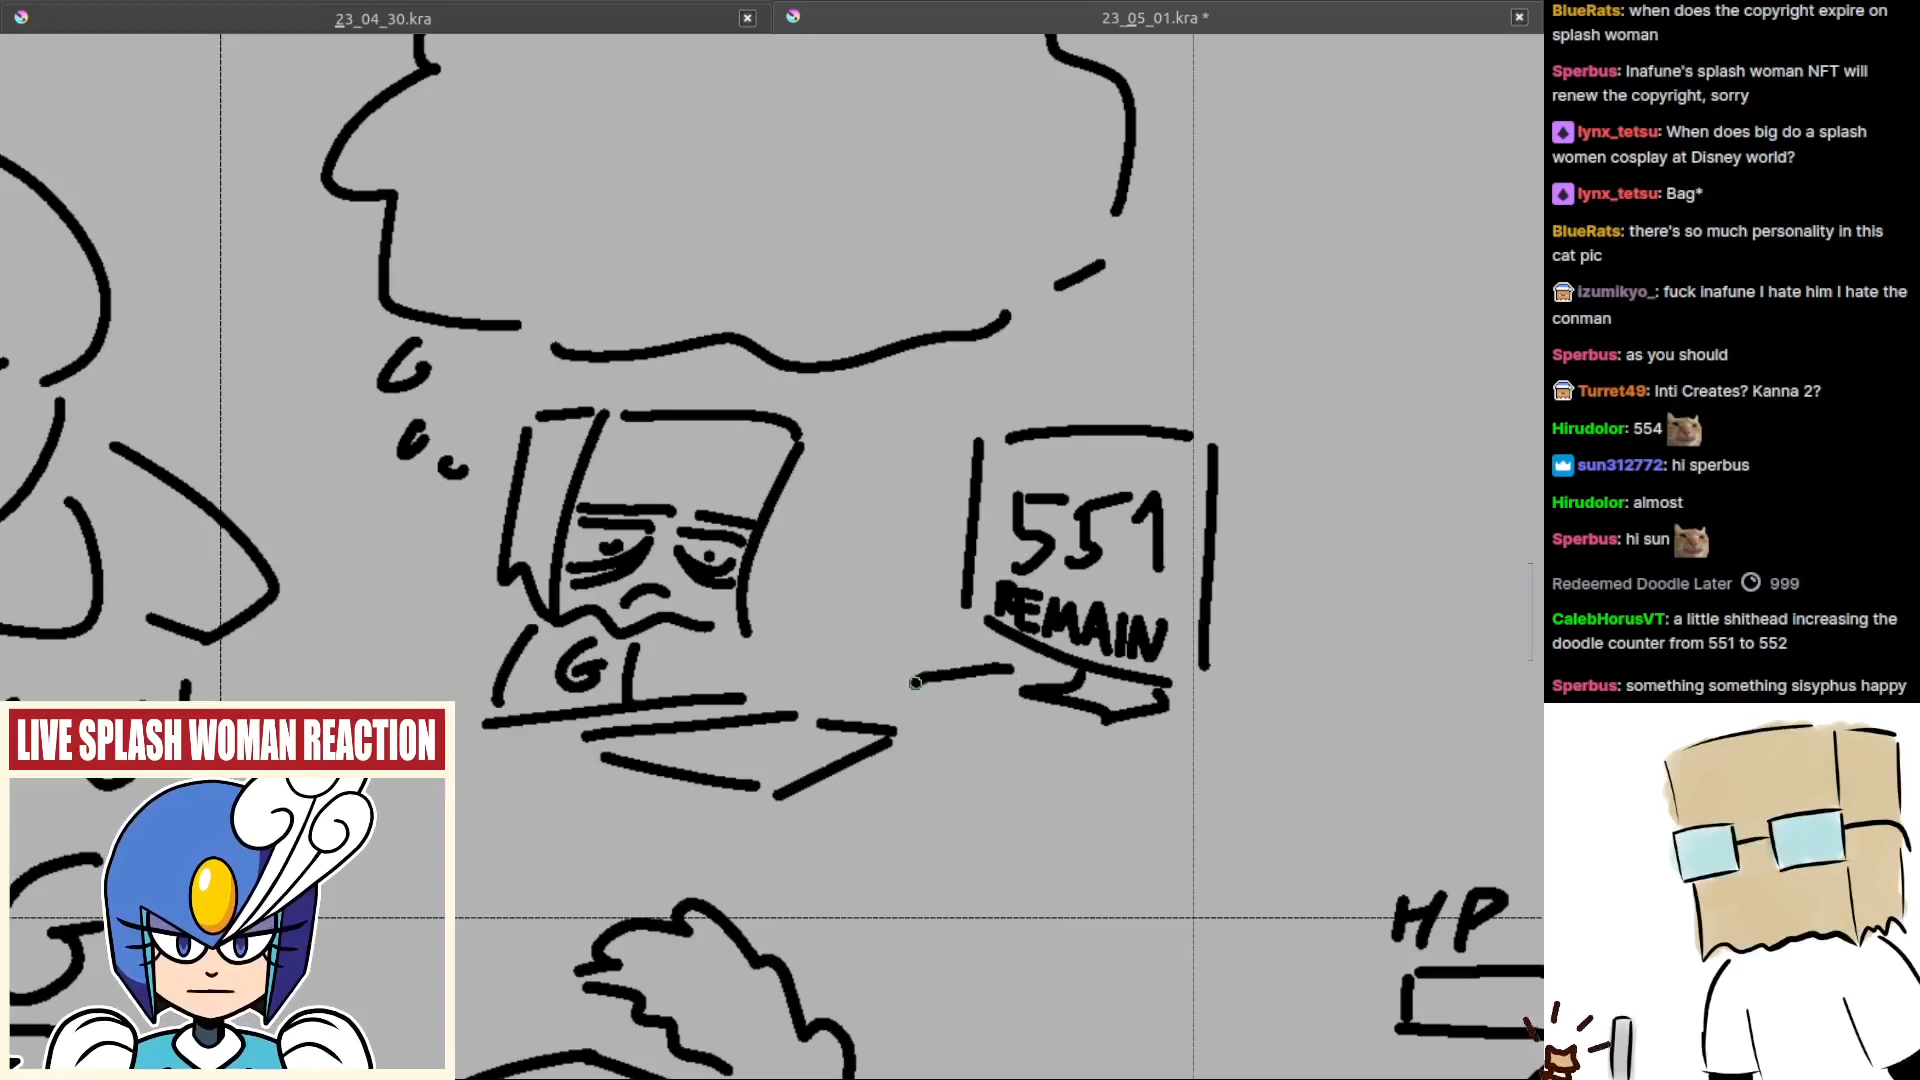 23_04_30.kra
23_05_01.kra *
BlueRats: when does the copyright expire on
splash woman
Sperbus: Inafune's splash woman NFT will
renew the copyright, sorry
lynx_tetsu: When does big do a splash
women cosplay at Disney world?
lynx_tetsu: Bag*
BlueRats: there's so much personality in this
cat pic
izumikyo_: fuck inafune I hate him I hate the
conman
Sperbus: as you should
Turret49: Inti Creates? Kanna 2?
Hirudolor: 554
sun312772: hi sperbus
Hirudolor: almost
Sperbus: hi sun
Redeemed Doodle Later 999
CalebHorusVT: a little shithead increasing the
doodle counter from 551 to 552
Sperbus: something something sisyphus happy
551
REMAIN
G
LIVE SPLASH WOMAN REACTION
HP